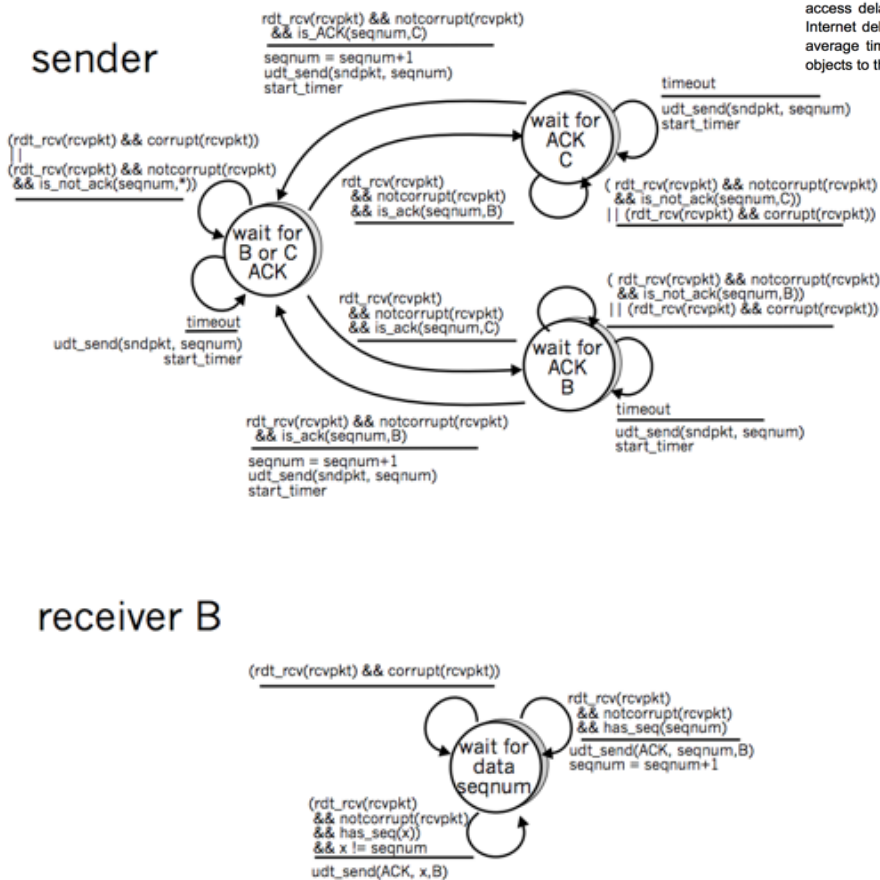 access dela
Internet del
average tim
objects to th
sender
rdt_rcv(rcvpkt) && notcorrupt(rcvpkt)
&& is_ACK(seqnum,C)
seqnum = seqnum+1
udt_send(sndpkt, seqnum)
start_timer
timeout
udt_send(sndpkt, seqnum)
start_timer
wait for
ACK
C
(rdt_rcv(rcvpkt) && corrupt(rcvpkt))
||
(rdt_rcv(rcvpkt) && notcorrupt(rcvpkt)
&& is_not_ack(seqnum,*))
rdt_rcv(rcvpkt)
&& notcorrupt(rcvpkt)
&& is_ack(seqnum,B)
( rdt_rcv(rcvpkt) && notcorrupt(rcvpkt)
&& is_not_ack(seqnum,C))
|| (rdt_rcv(rcvpkt) && corrupt(rcvpkt))
wait for
B or C
ACK
timeout
udt_send(sndpkt, seqnum)
start_timer
rdt_rcv(rcvpkt)
&& notcorrupt(rcvpkt)
&& is_ack(seqnum,C)
( rdt_rcv(rcvpkt) && notcorrupt(rcvpkt)
&& is_not_ack(seqnum,B))
|| (rdt_rcv(rcvpkt) && corrupt(rcvpkt))
wait for
ACK
B
timeout
udt_send(sndpkt, seqnum)
start_timer
rdt_rcv(rcvpkt) && notcorrupt(rcvpkt)
&& is_ack(seqnum,B)
seqnum = seqnum+1
udt_send(sndpkt, seqnum)
start_timer
receiver B
(rdt_rcv(rcvpkt) && corrupt(rcvpkt))
rdt_rcv(rcvpkt)
&& notcorrupt(rcvpkt)
&& has_seq(seqnum)
udt_send(ACK, seqnum,B)
seqnum = seqnum+1
wait for
data
seqnum
(rdt_rcv(rcvpkt)
&& notcorrupt(rcvpkt)
&& has_seq(x))
&& x != seqnum
udt_send(ACK, x,B)